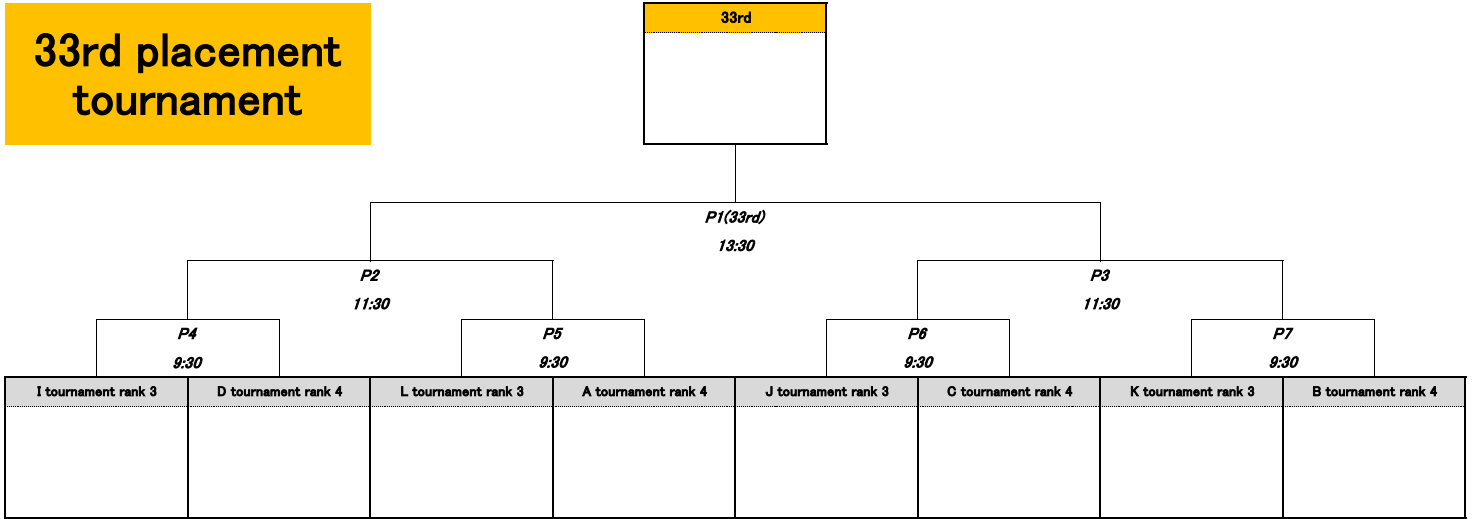 33rd placement
tournament
33rd
P1(33rd)
13:30
P2
P3
11:30
11:30
P4
P5
P6
P7
9:30
9:30
9:30
9:30
I tournament rank 3
D tournament rank 4
L tournament rank 3
A tournament rank 4
J tournament rank 3
C tournament rank 4
K tournament rank 3
B tournament rank 4